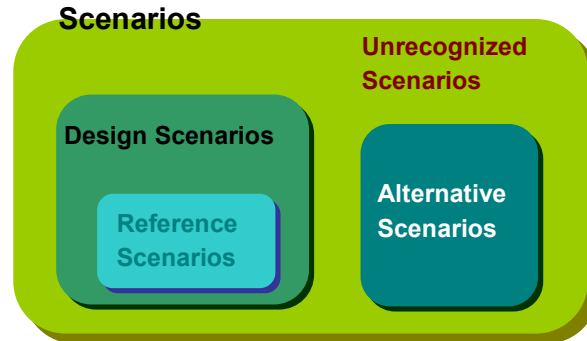 Scenarios
Unrecognized
Scenarios
Design Scenarios
Reference
Scenarios
Alternative
Scenarios